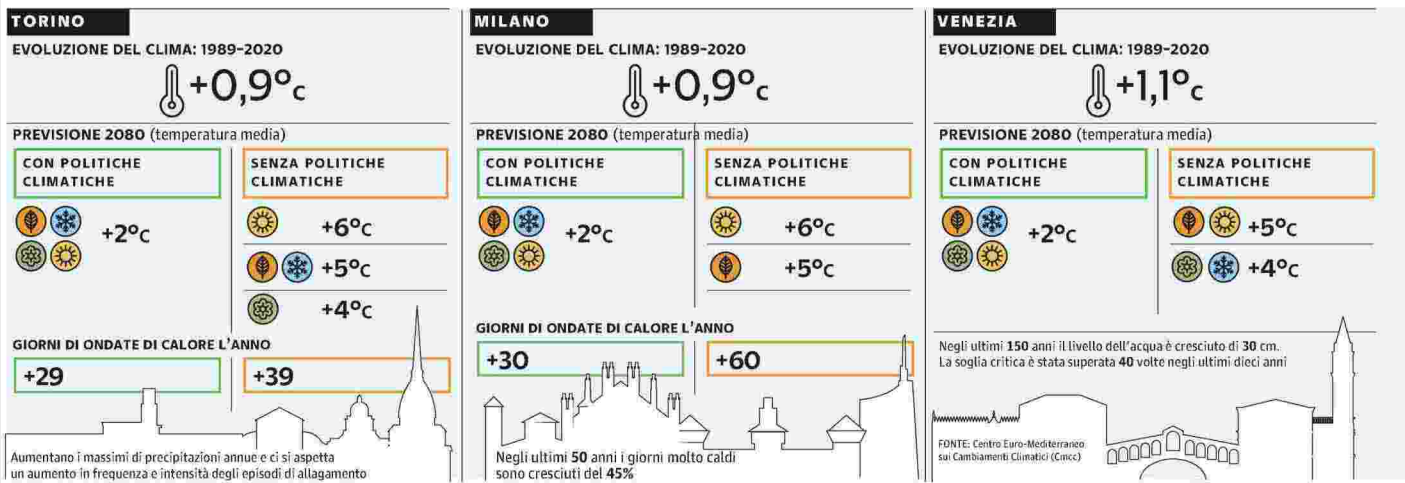 TORINO
EVOLUZIONE DEL CLIMA: 1989-2020
+0,9°C
PREVISIONE 2080 (temperatura media)
CON POLITICHE
CLIMATICHE
+2°C
SENZA POLITICHE
CLIMATICHE
+6°C
+5°C
+4°C
GIORNI DI ONDATE DI CALORE L'ANNO
+29
+39
Aumentano i massimi di precipitazioni annue e ci si aspetta
un aumento in frequenza e intensità degli episodi di allagamento
MILANO
EVOLUZIONE DEL CLIMA: 1989-2020
+0,9°C
PREVISIONE 2080 (temperatura media)
CON POLITICHE
CLIMATICHE
+2°C
SENZA POLITICHE
CLIMATICHE
+6°C
+5°C
GIORNI DI ONDATE DI CALORE L'ANNO
+30
+60
Negli ultimi 50 anni i giorni molto caldi
sono cresciuti del 45%
VENEZIA
EVOLUZIONE DEL CLIMA: 1989-2020
+1,1°C
PREVISIONE 2080 (temperatura media)
CON POLITICHE
CLIMATICHE
+2°C
SENZA POLITICHE
CLIMATICHE
+5°C
+4°C
Negli ultimi 150 anni il livello dell'acqua è cresciuto di 30 cm.
La soglia critica è stata superata 40 volte negli ultimi dieci anni
FONTE: Centro Euro-Mediterraneo
sui Cambiamenti Climatici (Cmcc)